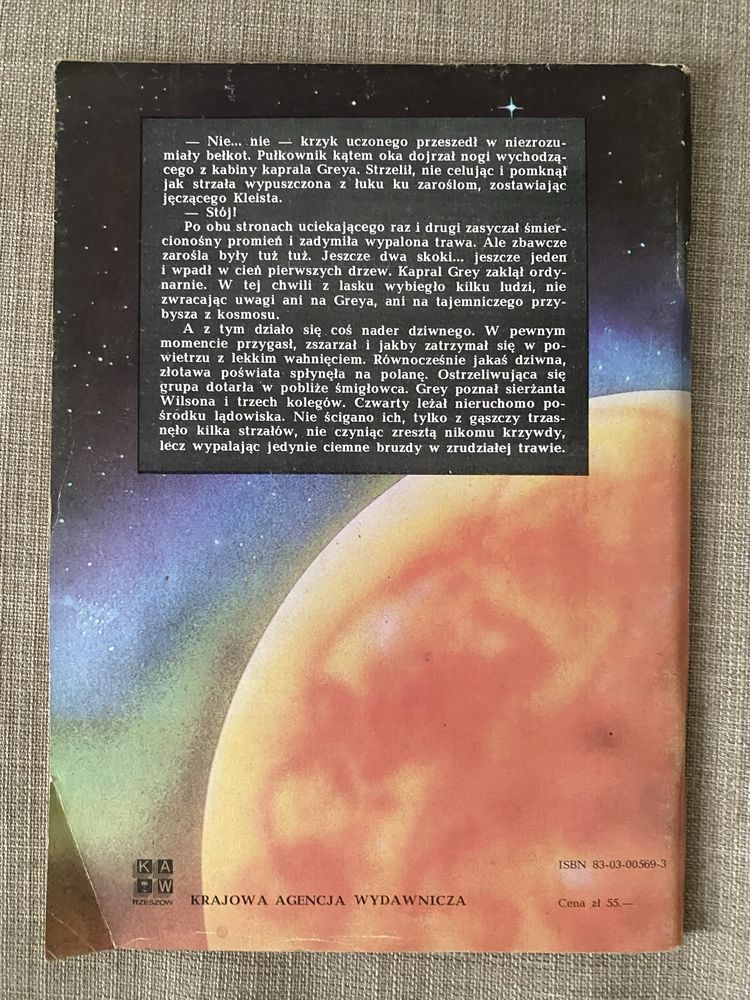 — Nie... nie — krzyk uczonego przeszedł w niezrozu-
miały bełkot. Pułkownik kątem oka dojrzał nogi wychodzą-
cego z kabiny kaprala Greya. Strzelił, nie celując i pomknął
jak strzała wypuszczona z łuku ku zaroślom, zostawiając
jęczącego Kleista.
— Stój!
Po obu stronach uciekającego raz i drugi zasyczał śmier-
cionośny promień i zadymiła wypalona trawa. Ale zbawcze
zarośla były tuż tuż. Jeszcze dwa skoki... jeszcze jeden
i wpadł w cień pierwszych drzew. Kapral Grey zaklął ordy-
narnie. W tej chwili z lasku wybiegło kilku ludzi, nie
zwracając uwagi ani na Greya, ani na tajemniczego przy-
bysza z kosmosu.
A z tym działo się coś nader dziwnego. W pewnym
momencie przygasł, zszarzał i jakby zatrzymał się w po-
wietrzu z lekkim wahnięciem. Równocześnie jakaś dziwna,
złotawa poświata spłynęła na polanę. Ostrzeliwująca się
grupa dotarła w pobliże śmigłowca. Grey poznał sierżanta
Wilsona i trzech kolegów. Czwarty leżał nieruchomo po-
środku lądowiska. Nie ścigano ich, tylko z gąszczy trzas-
nęło kilka strzałów, nie czyniąc zresztą nikomu krzywdy,
lecz wypalając jedynie ciemne bruzdy w zrudziałej trawie.
ISBN 83-03-00569-3
K A
W
RZESZÓW
KRAJOWA AGENCJA WYDAWNICZA
Cena zł 55.—